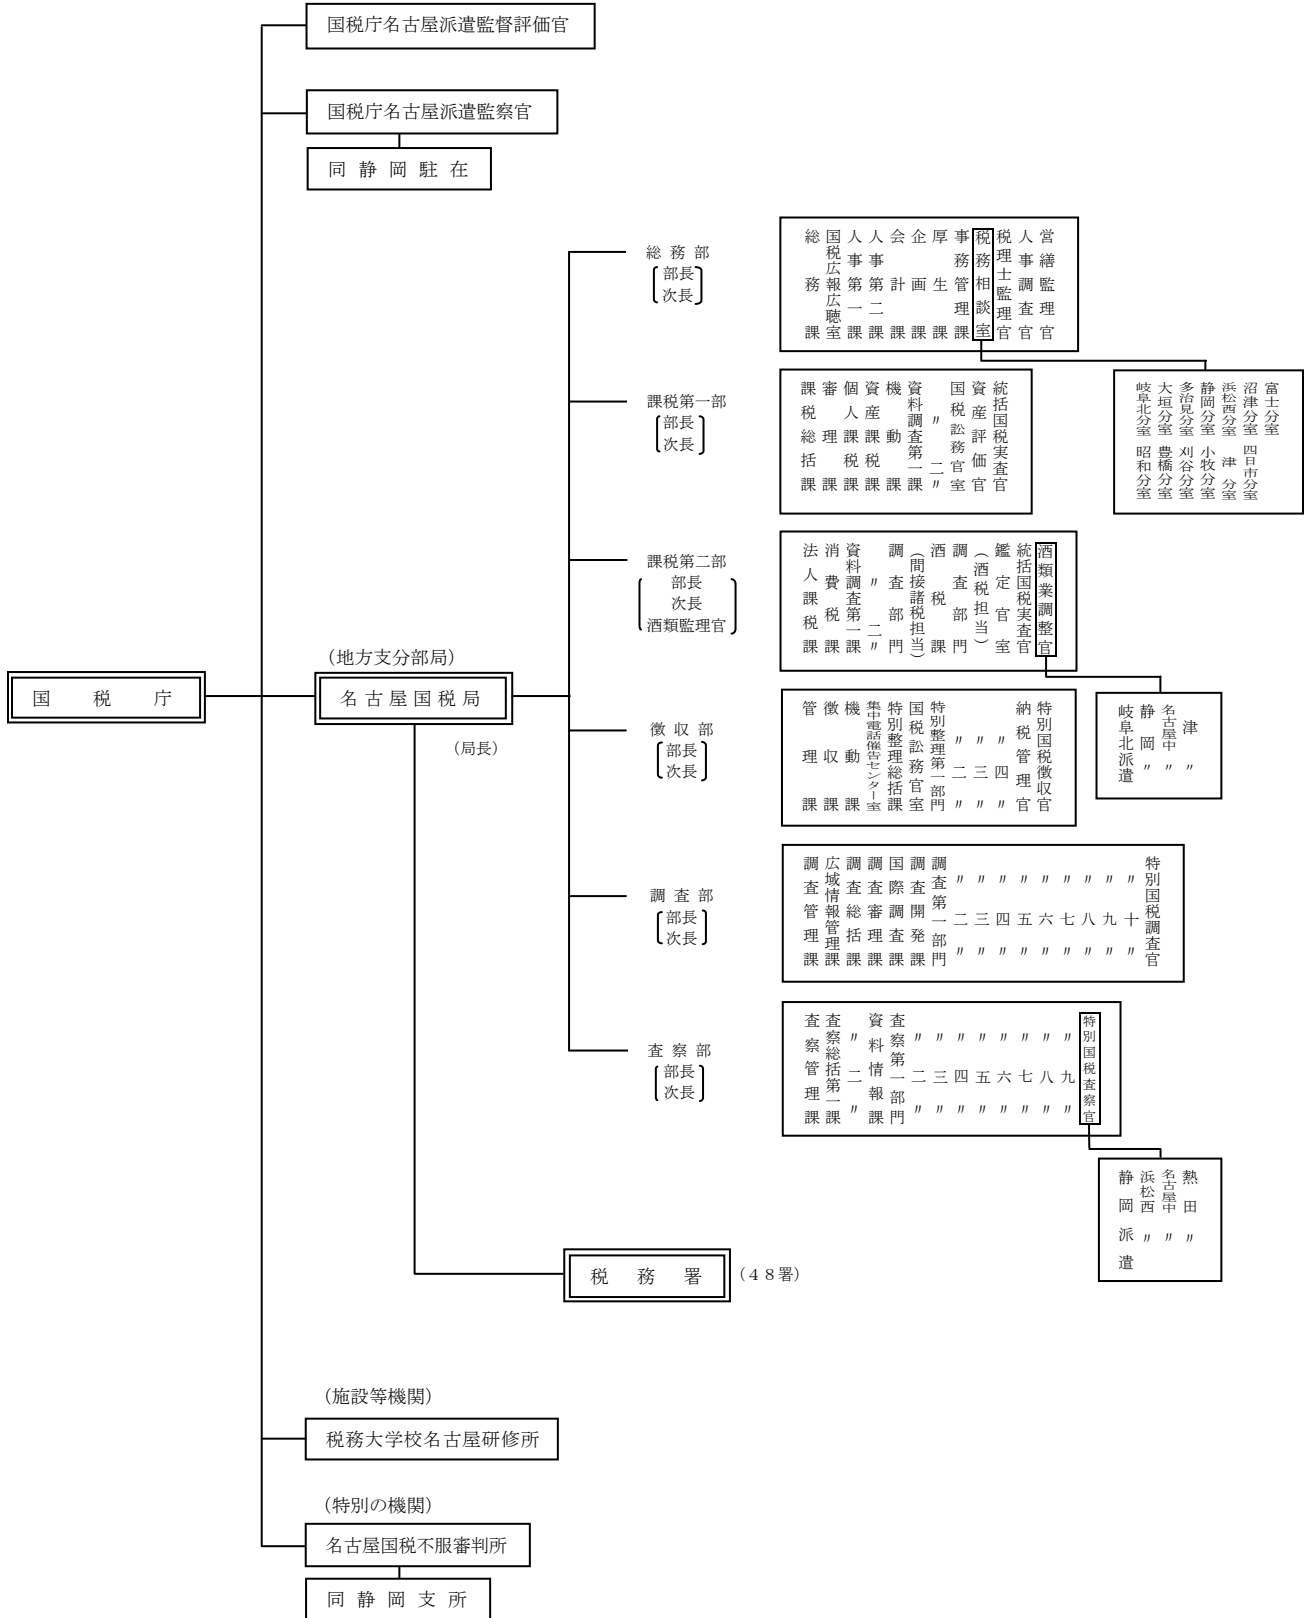 国税庁名古屋派遣監督評価官
国税庁名古屋派遣監察官
同静岡駐在
国税庁
(地方支分部局)
名古屋国税局
(局長)
総務部
部長
次長
総務課
国税広報広聴室
人事第一課
人事第二課
会計課
企画課
厚生課
事務管理課
税務相談室
税理士監理官
人事調査官
営繕監理官
岐阜北分室 昭和分室
大垣分室 豊橋分室
多治見分室 刈谷分室
静岡分室 小牧分室
浜松西分室 津分室
沼津分室 四日市分室
富士分室
課税第一部
部長
次長
課税総括課
審理課
個人課税課
資産課税課
機動課
資料調査第一課
〃二〃
国税訟務官室
資産評価官
統括国税実査官
課税第二部
部長
次長
酒類監理官
法人課税課
消費税課
資料調査第一課
〃二〃
調査部門
(間接諸税担当)
酒税課
調査部門
(酒税担当)
鑑定官室
統括国税実査官
酒類業調整官
岐阜北派遣
静岡〃
名古屋中〃
津〃
徴収部
部長
次長
管理課
徴収課
機動課
集中電話催告センター室
特別整理総括課
国税訟務官室
特別整理第一部門
〃二〃
〃三〃
〃四〃
納税管理官
特別国税徴収官
調査部
部長
次長
調査管理課
広域情報管理課
調査総括課
調査審理課
国際調査課
調査開発課
調査第一部門
〃二〃
〃三〃
〃四〃
〃五〃
〃六〃
〃七〃
〃八〃
〃九〃
〃十〃
特別国税調査官
査察部
部長
次長
査察管理課
査察総括第一課
〃二〃
資料情報課
査察第一部門
〃二〃
〃三〃
〃四〃
〃五〃
〃六〃
〃七〃
〃八〃
〃九〃
特別国税査察官
静岡派遣
浜松西〃
名古屋中〃
熱田〃
税務署
(48署)
(施設等機関)
税務大学校名古屋研修所
(特別の機関)
名古屋国税不服審判所
同静岡支所